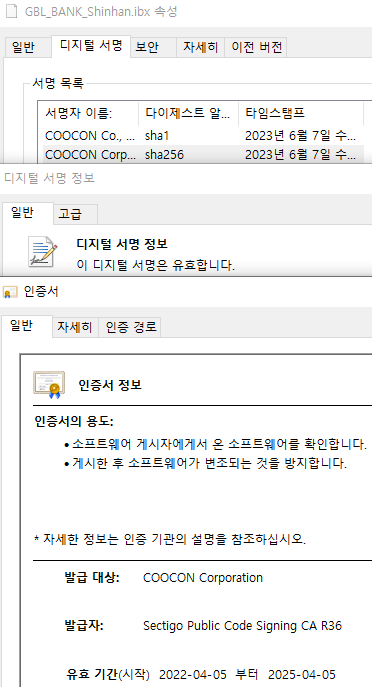 GBL_BANK_Shinhan.ibx 속성
일반 디지털 서명 보안 자세히 이전 버전
서명 목록
서명자 이름: 다이제스트 알... 타임스탬프
COOCON Co., ... sha1 2023년 6월 7일 수...
COOCON Corp... sha256 2023년 6월 7일 수...
디지털 서명 정보
일반 고급
디지털 서명 정보
이 디지털 서명은 유효합니다.
인증서
일반 자세히 인증 경로
인증서 정보
인증서의 용도:
• 소프트웨어 게시자에게서 온 소프트웨어를 확인합니다.
• 게시한 후 소프트웨어가 변조되는 것을 방지합니다.
* 자세한 정보는 인증 기관의 설명을 참조하십시오.
발급 대상: COOCON Corporation
발급자: Sectigo Public Code Signing CA R36
유효 기간(시작) 2022-04-05 부터 2025-04-05